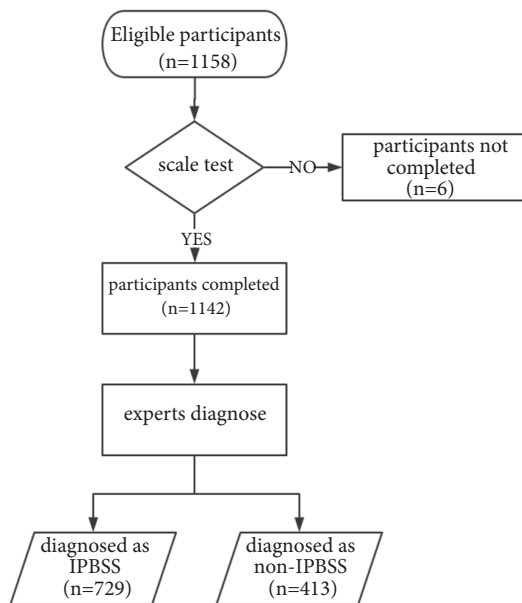 Eligible participants
(n=1158)
scale test
NO
participants not
completed
(n=6)
YES
participants completed
(n=1142)
experts diagnose
diagnosed as
IPBSS
(n=729)
diagnosed as
non-IPBSS
(n=413)